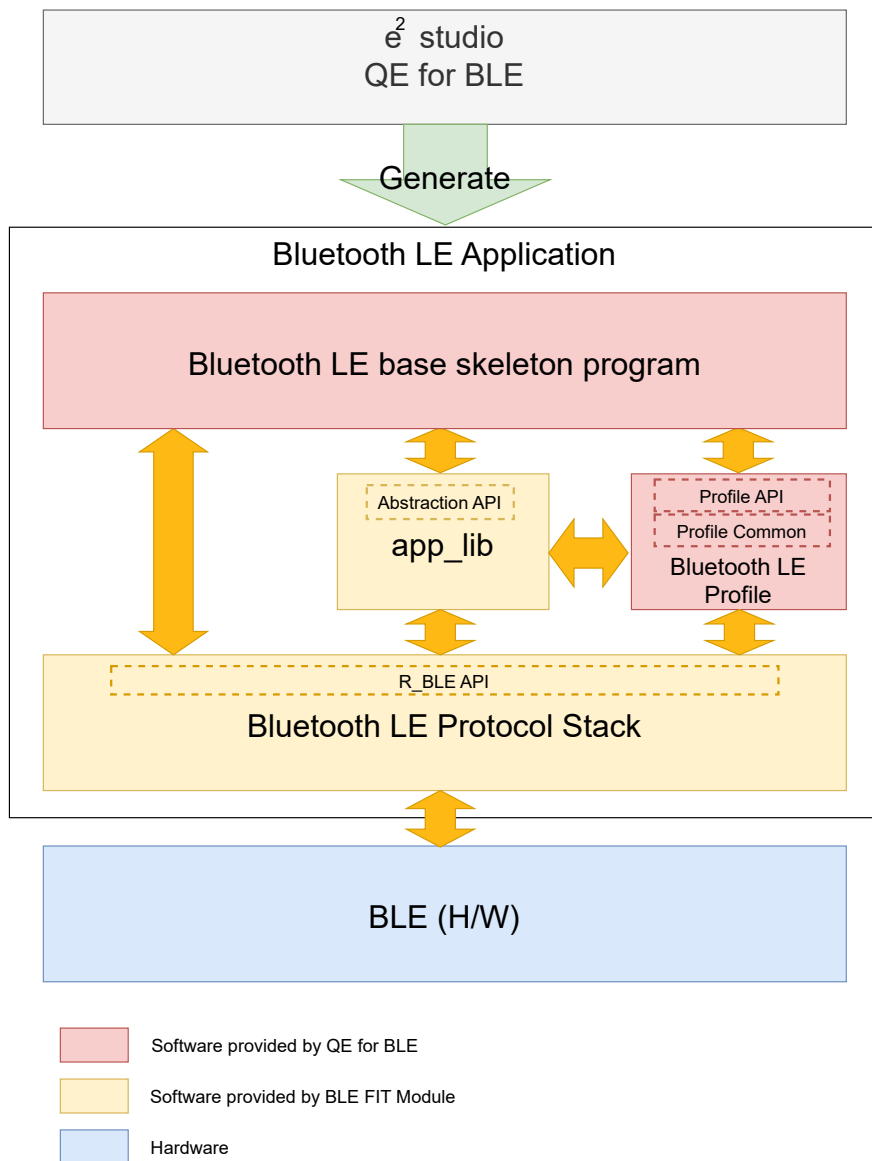 e² studio
QE for BLE
Generate
Bluetooth LE Application
Bluetooth LE base skeleton program
Abstraction API
app_lib
Profile API
Profile Common
Bluetooth LE
Profile
R_BLE API
Bluetooth LE Protocol Stack
BLE (H/W)
Software provided by QE for BLE
Software provided by BLE FIT Module
Hardware